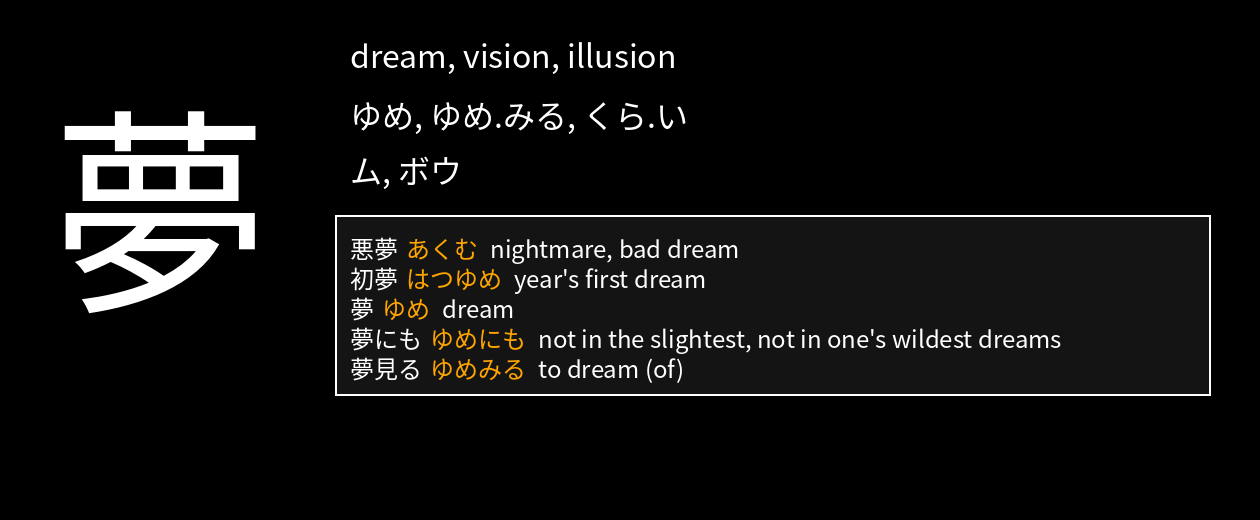 夢
dream, vision, illusion
ゆめ, ゆめ.みる, くら.い
ム, ボウ
悪夢 あくむ nightmare, bad dream
初夢 はつゆめ year's first dream
夢 ゆめ dream
夢にも ゆめにも not in the slightest, not in one's wildest dreams
夢見る ゆめみる to dream (of)